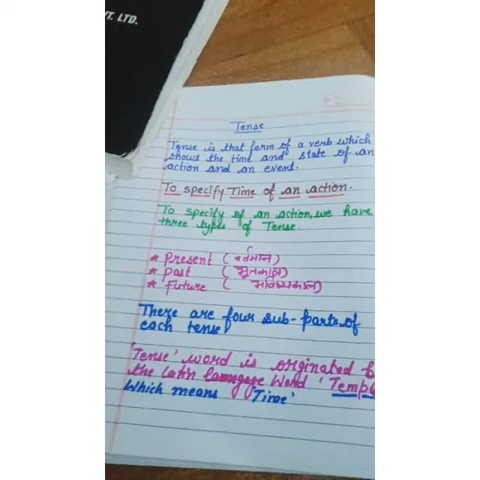 VT. LTD.
Tense
Tense is that form of a verb which
shows the time and state of an
action and an event.
To specify Time of an action.
To specify of an action, we have
three types of Tense.
* Present (वर्तमान)
* Past (भूतकाल)
* Future ( भविष्यकाल)
There are four sub-parts of
each tense
'Tense' word is orginated f
the Latin language Word 'Temp
Which means 'Time'